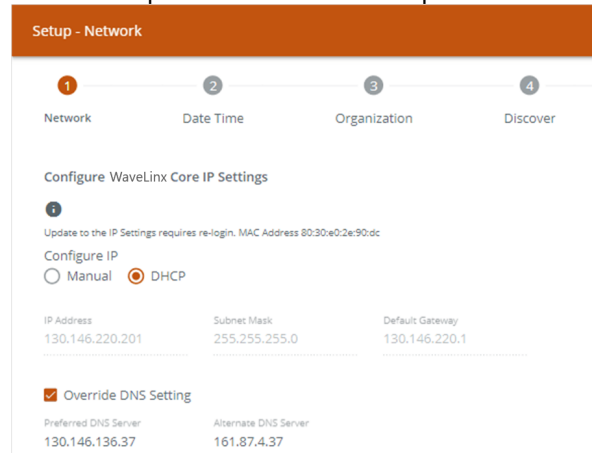 Setup - Network
1 2 3 4
Network Date Time Organization Discover
Configure WaveLinx Core IP Settings
Update to the IP Settings requires re-login. MAC Address 80:30:e0:2e:90:dc
Configure IP
Manual DHCP
IP Address Subnet Mask Default Gateway
130.146.220.201 255.255.255.0 130.146.220.1
Override DNS Setting
Preferred DNS Server Alternate DNS Server
130.146.136.37 161.87.4.37